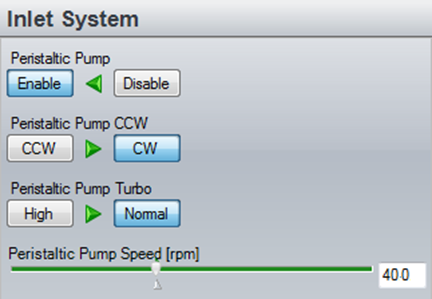 Inlet System
Peristaltic Pump
Enable Disable
Peristaltic Pump CCW
CCW CW
Peristaltic Pump Turbo
High Normal
Peristaltic Pump Speed [rpm]
40.0